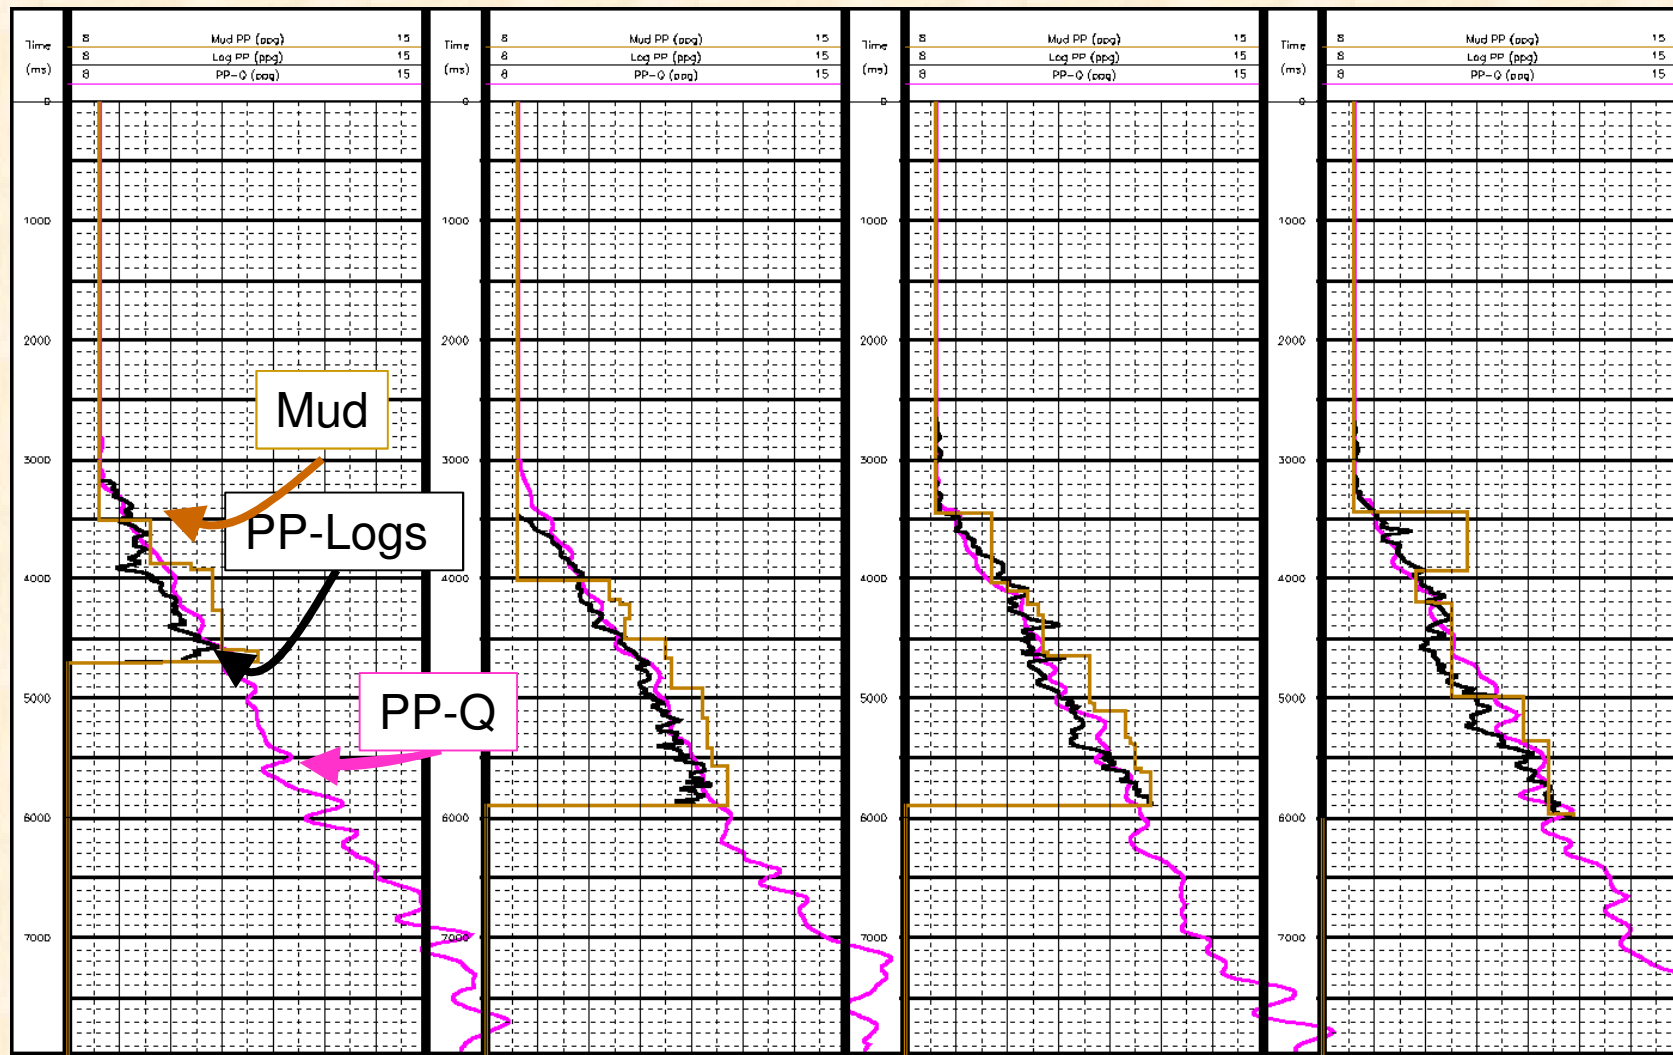 Time (ms)
8 Mud PP (ppg) 15
8 Log PP (ppg) 15
8 PP-Q (ppg) 15
Time (ms)
8 Mud PP (ppg) 15
8 Log PP (ppg) 15
8 PP-Q (ppg) 15
Time (ms)
8 Mud PP (ppg) 15
8 Log PP (ppg) 15
8 PP-Q (ppg) 15
Time (ms)
8 Mud PP (ppg) 15
8 Log PP (ppg) 15
8 PP-Q (ppg) 15
0 0 0 0
1000 1000 1000 1000
2000 2000 2000 2000
Mud
3000 3000 3000 3000
PP-Logs
4000 4000 4000 4000
5000 5000 5000 5000
PP-Q
6000 6000 6000 6000
7000 7000 7000 7000